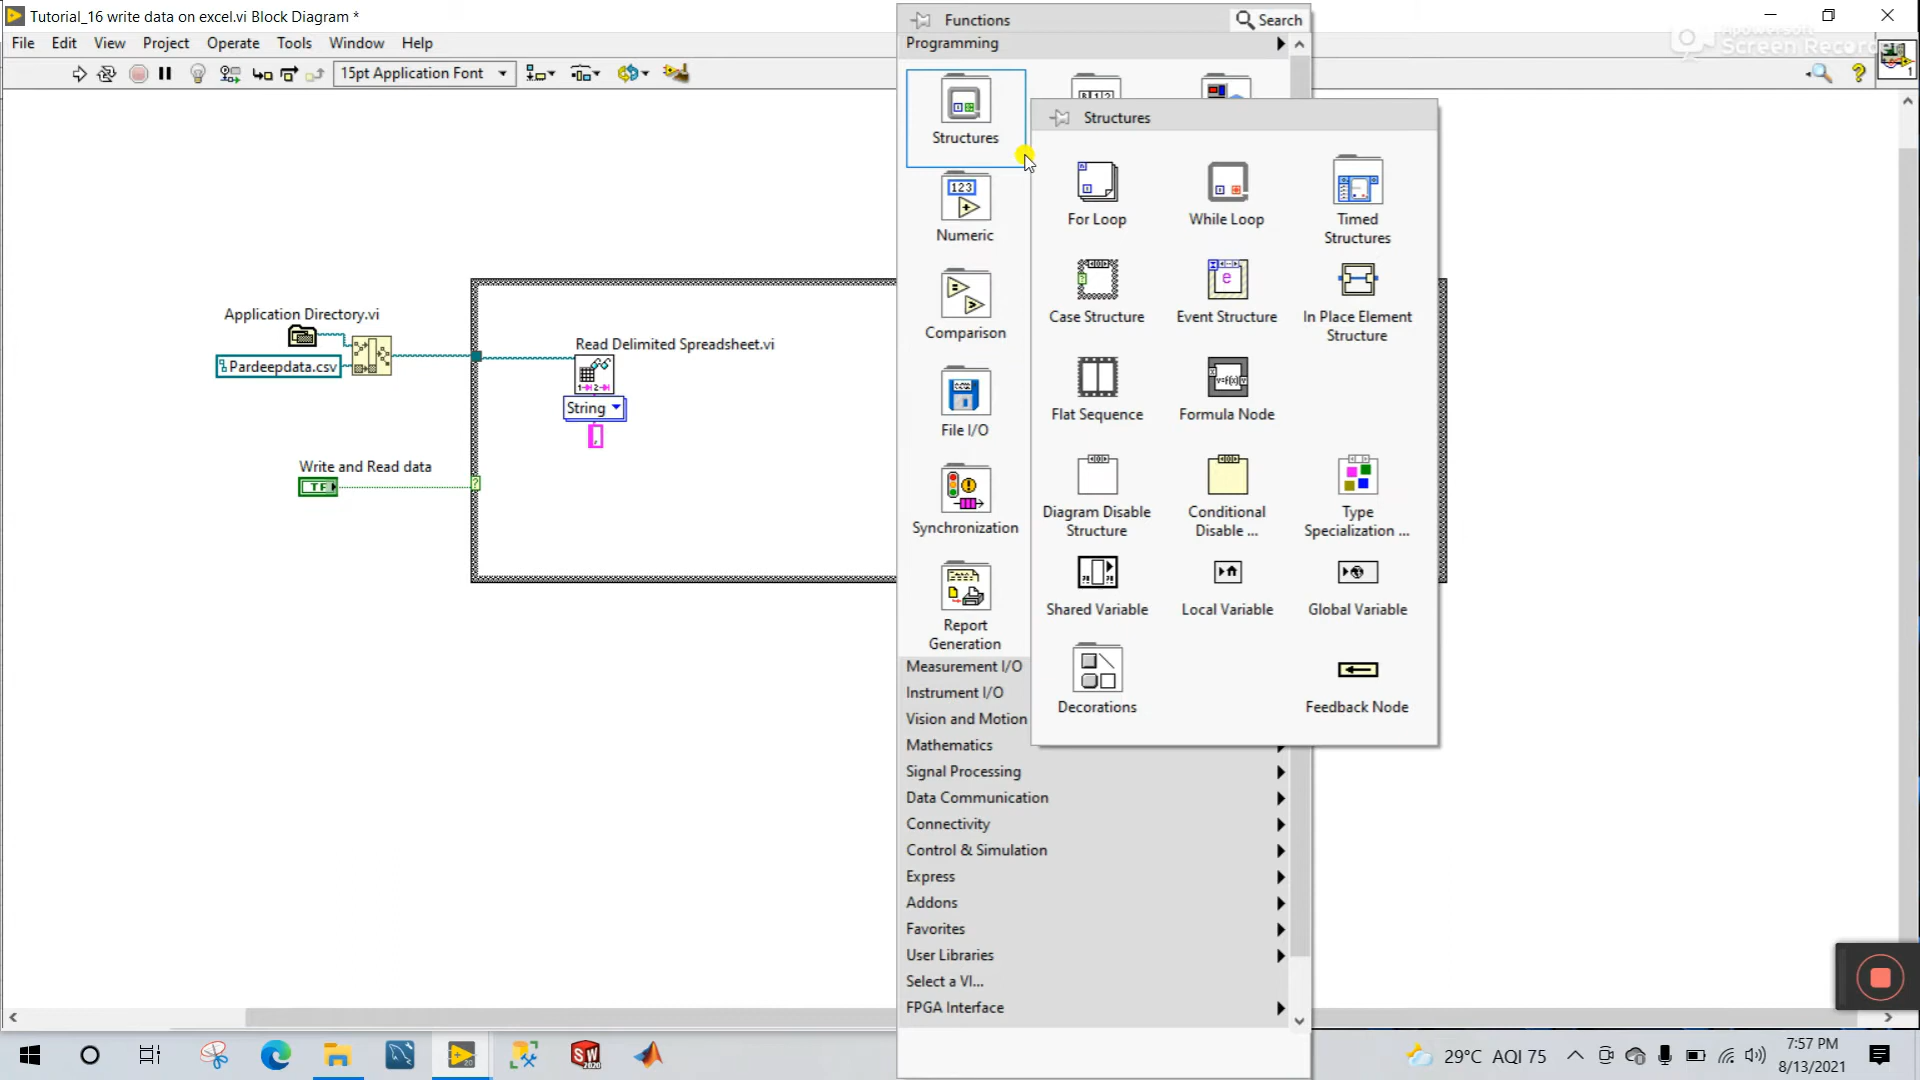 Tutorial_16 write data on excel.vi Block Diagram *
File Edit View Project Operate Tools Window Help
15pt Application Font
Functions
Search
Programming
Structures
Numeric
Comparison
File I/O
Synchronization
Report
Generation
Measurement I/O
Instrument I/O
Vision and Motion
Mathematics
Signal Processing
Data Communication
Connectivity
Control & Simulation
Express
Addons
Favorites
User Libraries
Select a VI...
FPGA Interface
Structures
For Loop
While Loop
Timed
Structures
Case Structure
Event Structure
In Place Element
Structure
Flat Sequence
Formula Node
Diagram Disable
Structure
Conditional
Disable ...
Type
Specialization ...
Shared Variable
Local Variable
Global Variable
Decorations
Feedback Node
Application Directory.vi
Pardeepdata.csv
Read Delimited Spreadsheet.vi
String
Write and Read data
TF
123
29°C AQI 75
7:57 PM
8/13/2021